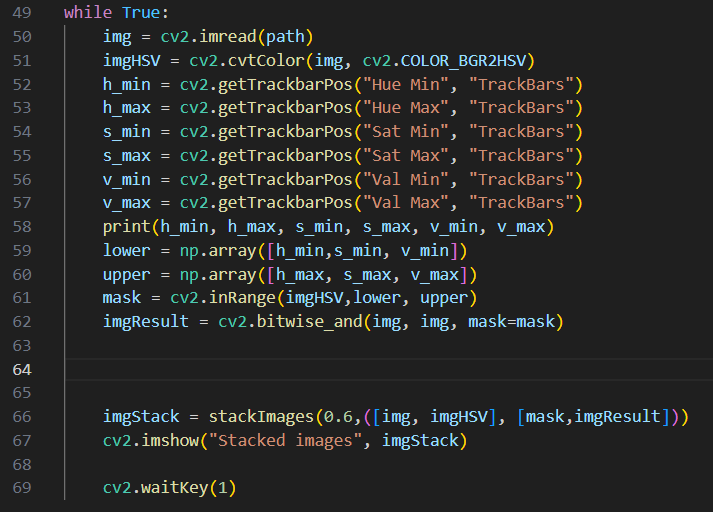 49 while True:
50     img = cv2.imread(path)
51     imgHSV = cv2.cvtColor(img, cv2.COLOR_BGR2HSV)
52     h_min = cv2.getTrackbarPos("Hue Min", "TrackBars")
53     h_max = cv2.getTrackbarPos("Hue Max", "TrackBars")
54     s_min = cv2.getTrackbarPos("Sat Min", "TrackBars")
55     s_max = cv2.getTrackbarPos("Sat Max", "TrackBars")
56     v_min = cv2.getTrackbarPos("Val Min", "TrackBars")
57     v_max = cv2.getTrackbarPos("Val Max", "TrackBars")
58     print(h_min, h_max, s_min, s_max, v_min, v_max)
59     lower = np.array([h_min,s_min, v_min])
60     upper = np.array([h_max, s_max, v_max])
61     mask = cv2.inRange(imgHSV,lower, upper)
62     imgResult = cv2.bitwise_and(img, img, mask=mask)
63
64
65
66     imgStack = stackImages(0.6,([img, imgHSV], [mask,imgResult]))
67     cv2.imshow("Stacked images", imgStack)
68
69     cv2.waitKey(1)